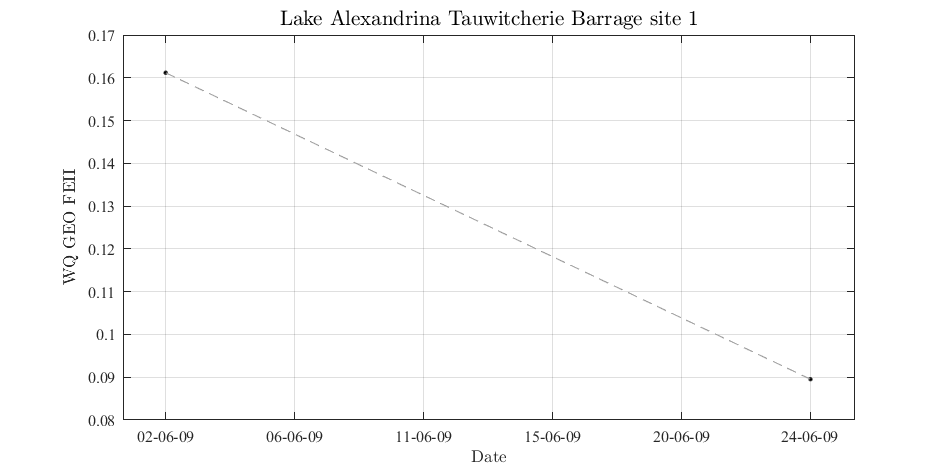 Lake Alexandrina Tauwitcherie Barrage site 1
0.17
0.16
0.15
0.14
0.13
0.12
0.11
0.1
0.09
0.08
WQ GEO FEII
02-06-09 06-06-09 11-06-09 15-06-09 20-06-09 24-06-09
Date